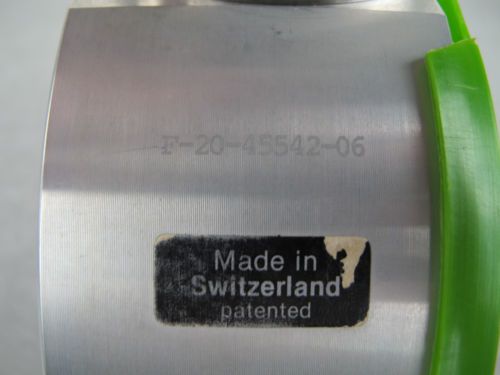 F-20-45542-06
Made in
Switzerland
patented